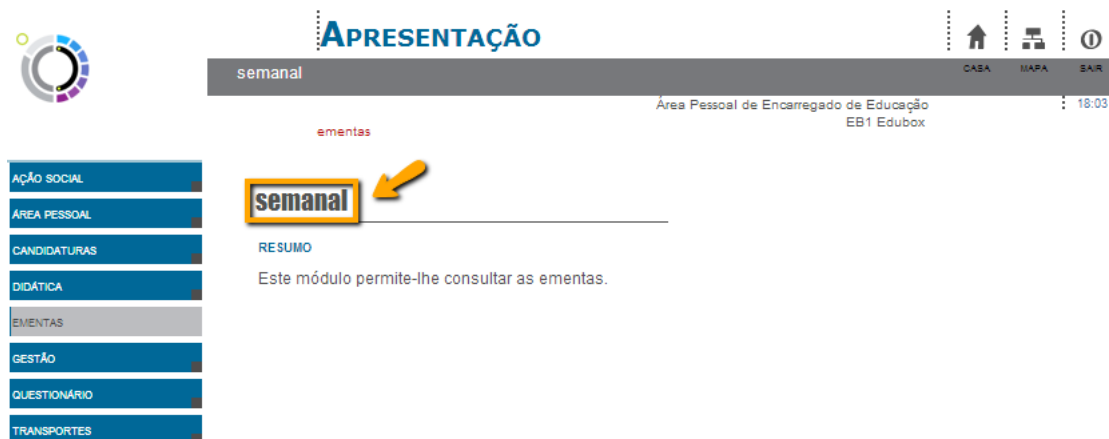 APRESENTAÇÃO
semanal
CASA MAPA SAIR
Área Pessoal de Encarregado de Educação
EB1 Edubox
18:03
ementas
AÇÃO SOCIAL
ÁREA PESSOAL
CANDIDATURAS
DIDÁTICA
EMENTAS
GESTÃO
QUESTIONÁRIO
TRANSPORTES
semanal
RESUMO
Este módulo permite-lhe consultar as ementas.